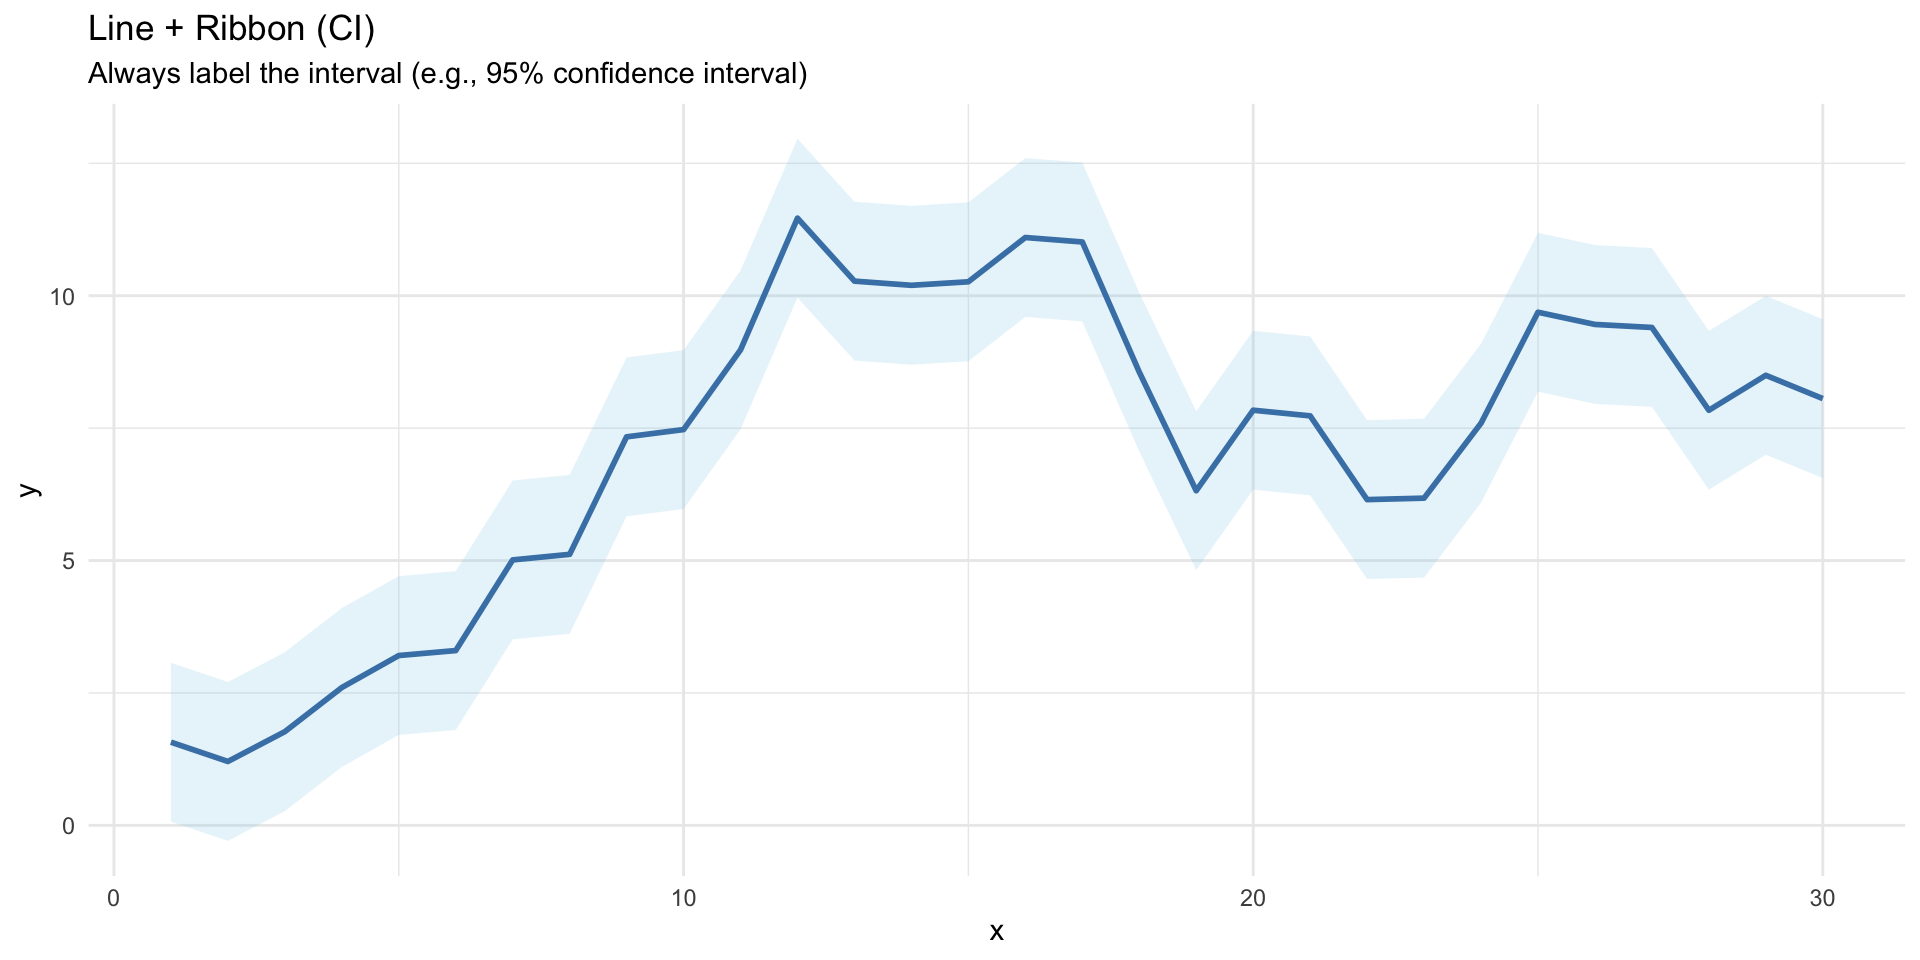 Line + Ribbon (CI)
Always label the interval (e.g., 95% confidence interval)
y
10
5
0
0 10 20 30
x